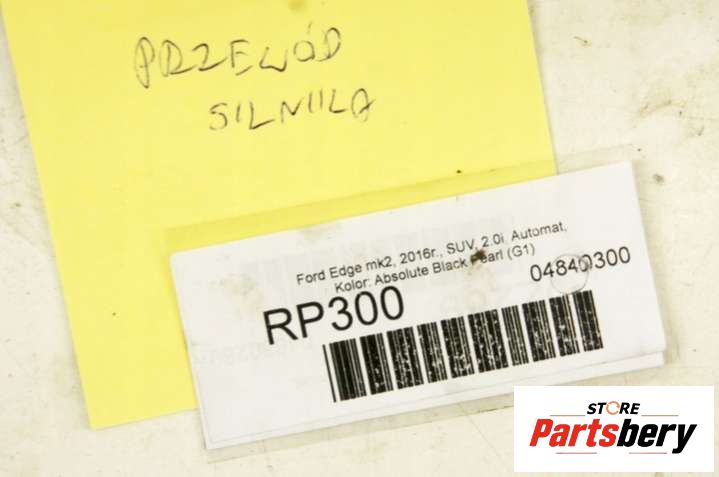 PRZEWÓD
SILNIKA
Ford Edge mk2, 2016r., SUV, 2.0i, Automat,
Kolor: Absolute Black Pearl (G1)
RP300
04840300
STORE
Partsbery